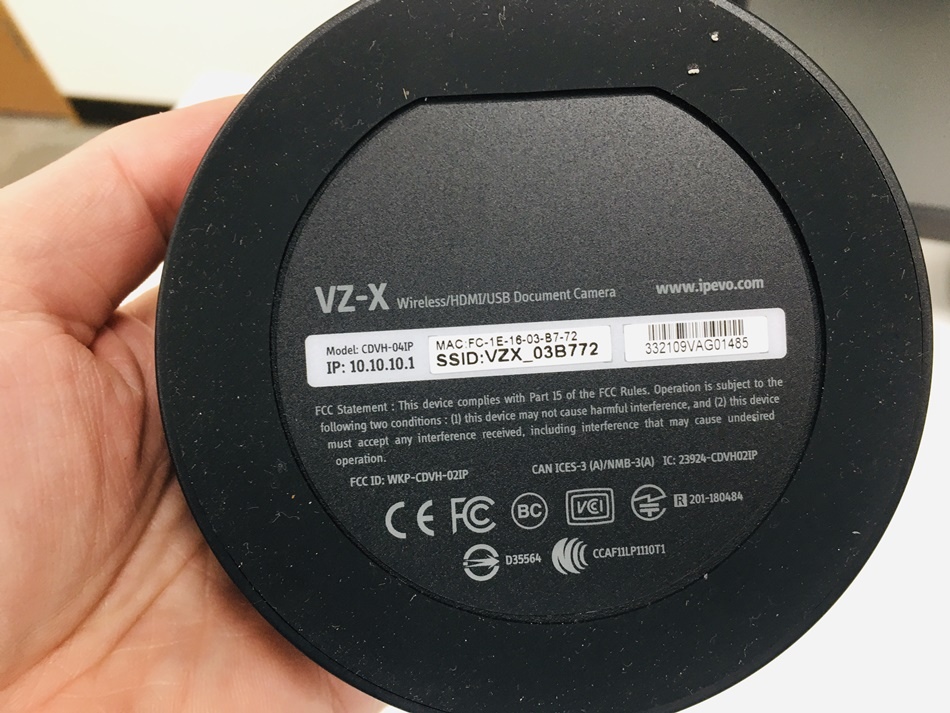 VZ-X Wireless/HDMI/USB Document Camera www.ipevo.com
Model: CDVH-04IP
IP: 10.10.10.1
MAC:FC-1E-16-03-B7-72
SSID:VZX_03B772
332109VAG01485
FCC Statement : This device complies with Part 15 of the FCC Rules. Operation is subject to the
following two conditions : (1) this device may not cause harmful interference, and (2) this device
must accept any interference received, including interference that may cause undesired
operation.
FCC ID: WKP-CDVH-02IP CAN ICES-3 (A)/NMB-3(A) IC: 23924-CDVH02IP
CE FCC BC VCI R 201-180484
D35564 CCAF11LP1110T1